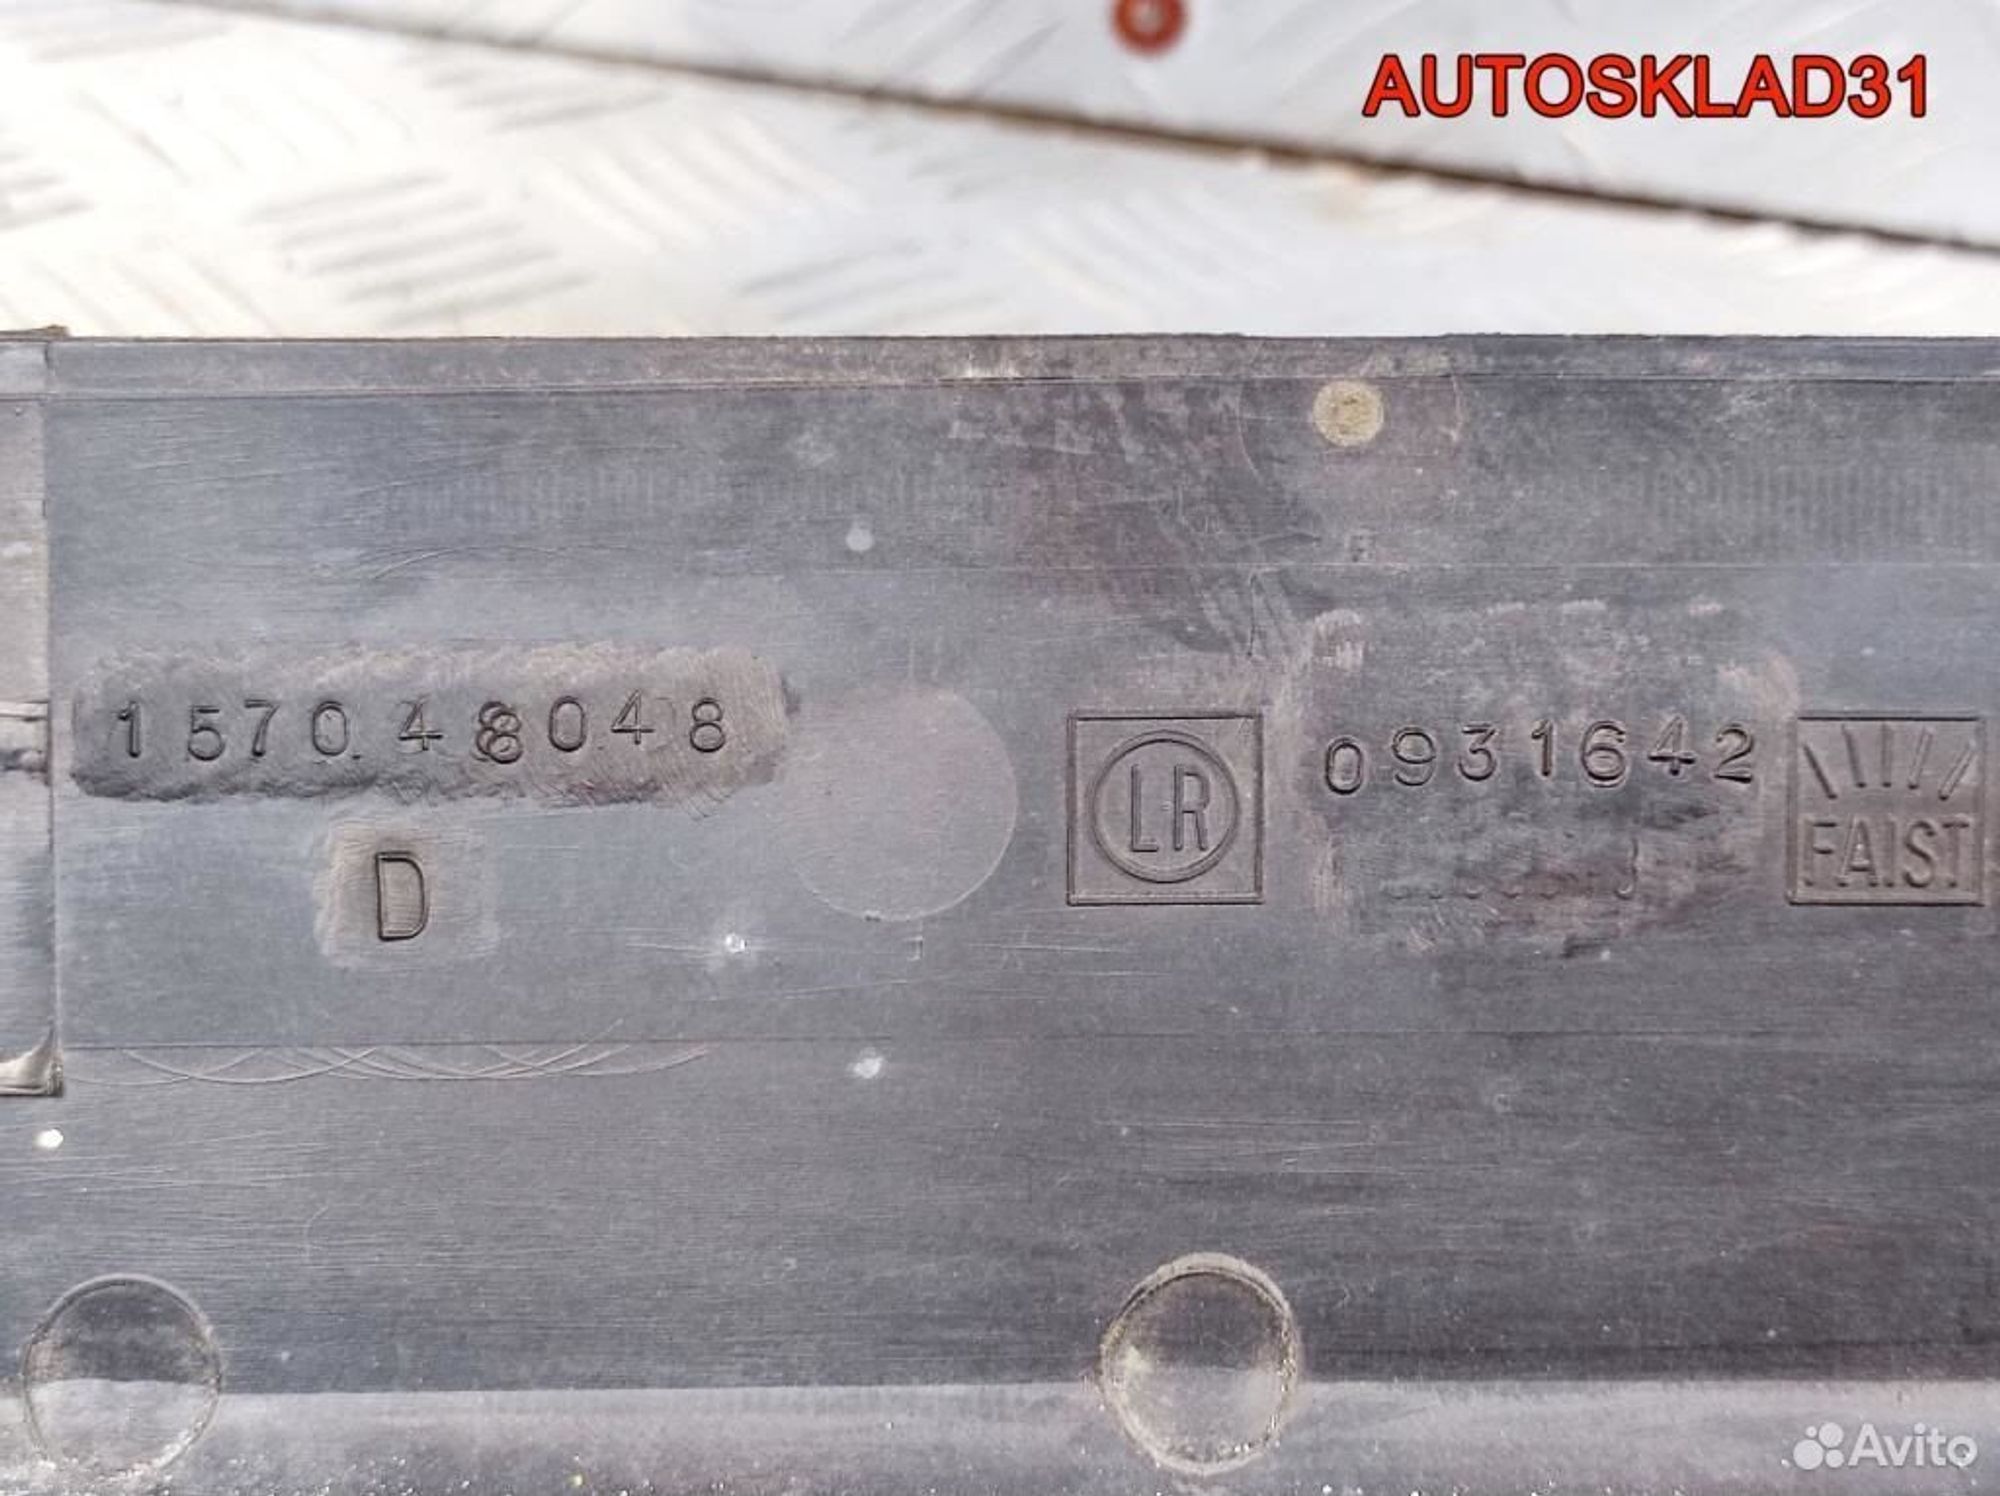 AUTOSKLAD31
1570.48048
LR
0931642
FAIST
D
Avito